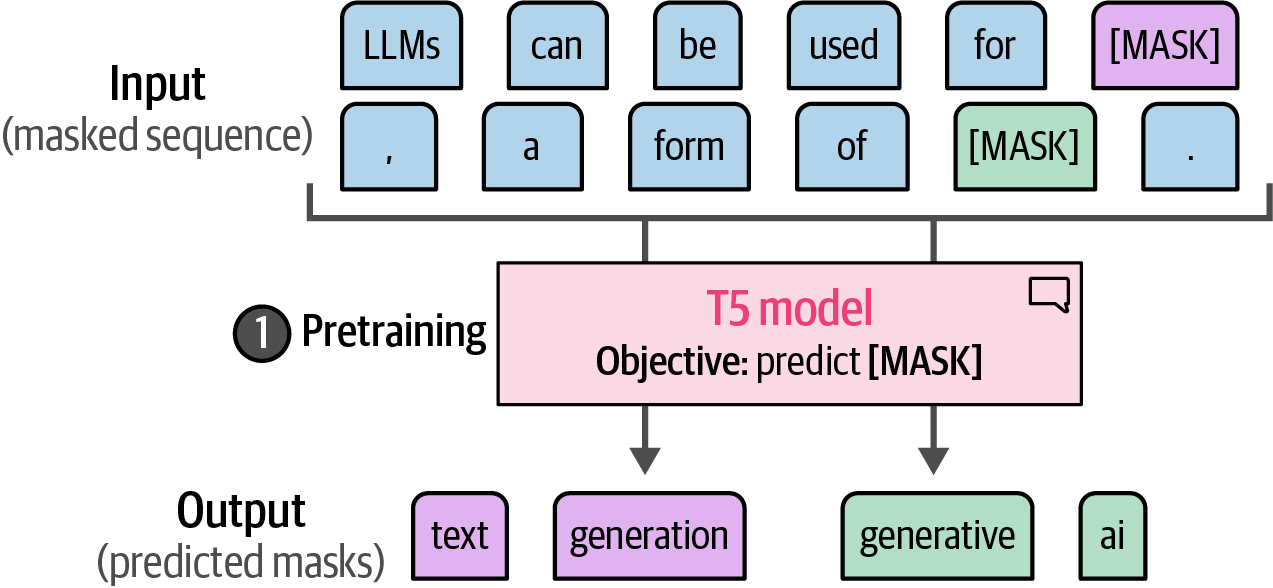 LLMs can be used for [MASK]
Input
(masked sequence)
, a form of [MASK] .
T5 model
1 Pretraining
Objective: predict [MASK]
Output
(predicted masks)
text generation generative ai